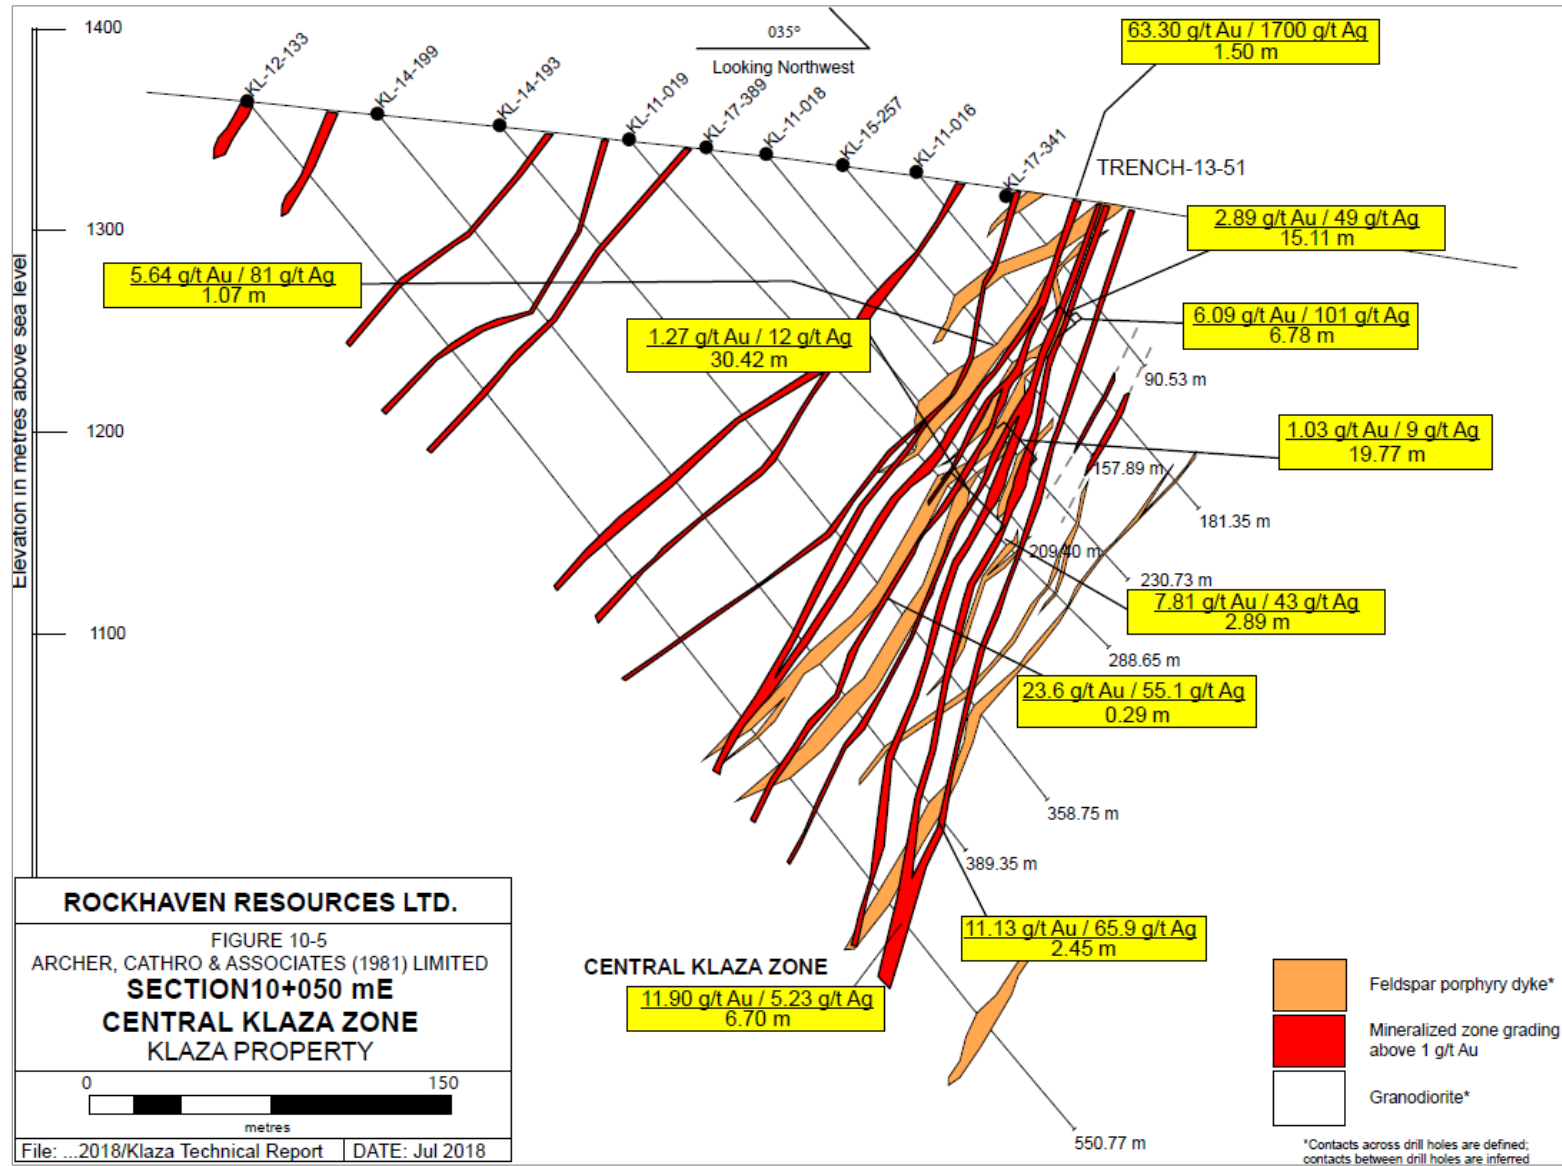 1400
1300
1200
1100
Elevation in metres above sea level
035°
Looking Northwest
KL-12-133
KL-14-199
KL-14-193
KL-11-019
KL-17-389
KL-11-018
KL-15-257
KL-11-016
KL-17-341
TRENCH-13-51
63.30 g/t Au / 1700 g/t Ag
1.50 m
2.89 g/t Au / 49 g/t Ag
15.11 m
5.64 g/t Au / 81 g/t Ag
1.07 m
1.27 g/t Au / 12 g/t Ag
30.42 m
6.09 g/t Au / 101 g/t Ag
6.78 m
90.53 m
1.03 g/t Au / 9 g/t Ag
19.77 m
157.89 m
181.35 m
209.40 m
230.73 m
7.81 g/t Au / 43 g/t Ag
2.89 m
288.65 m
23.6 g/t Au / 55.1 g/t Ag
0.29 m
358.75 m
389.35 m
11.13 g/t Au / 65.9 g/t Ag
2.45 m
CENTRAL KLAZA ZONE
11.90 g/t Au / 5.23 g/t Ag
6.70 m
550.77 m
ROCKHAVEN RESOURCES LTD.
FIGURE 10-5
ARCHER, CATHRO & ASSOCIATES (1981) LIMITED
SECTION10+050 mE
CENTRAL KLAZA ZONE
KLAZA PROPERTY
0 150
metres
File: ...2018/Klaza Technical Report DATE: Jul 2018
Feldspar porphyry dyke*
Mineralized zone grading
above 1 g/t Au
Granodiorite*
*Contacts across drill holes are defined;
contacts between drill holes are inferred